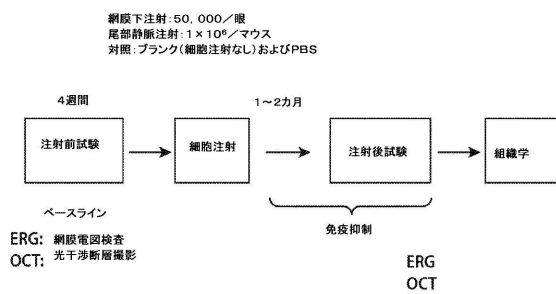 網膜下注射：50，000／眼
尾部静脈注射：1×10⁶／マウス
対照：ブランク（細胞注射なし）およびPBS
4週間
1～2カ月
注射前試験
細胞注射
注射後試験
組織学
ベースライン
免疫抑制
ERG: 網膜電図検査
OCT: 光干渉断層撮影
ERG
OCT